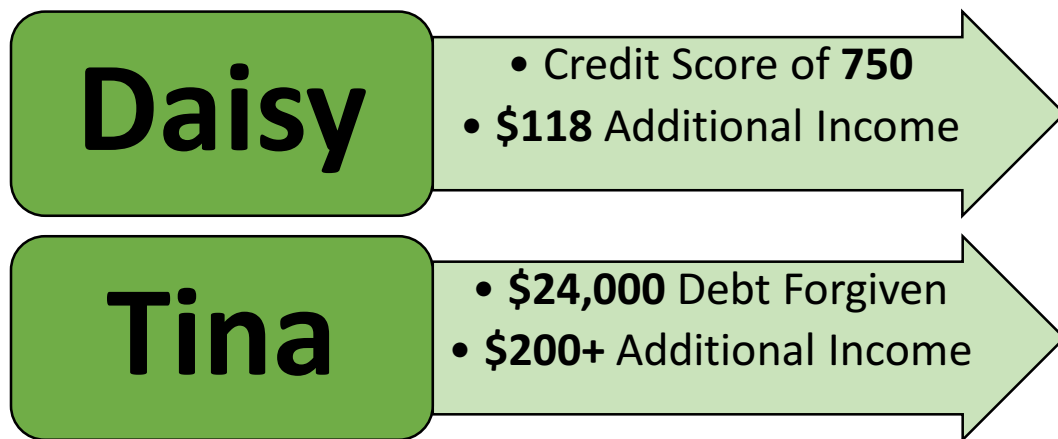 Daisy
• Credit Score of 750
• $118 Additional Income
Tina
• $24,000 Debt Forgiven
• $200+ Additional Income